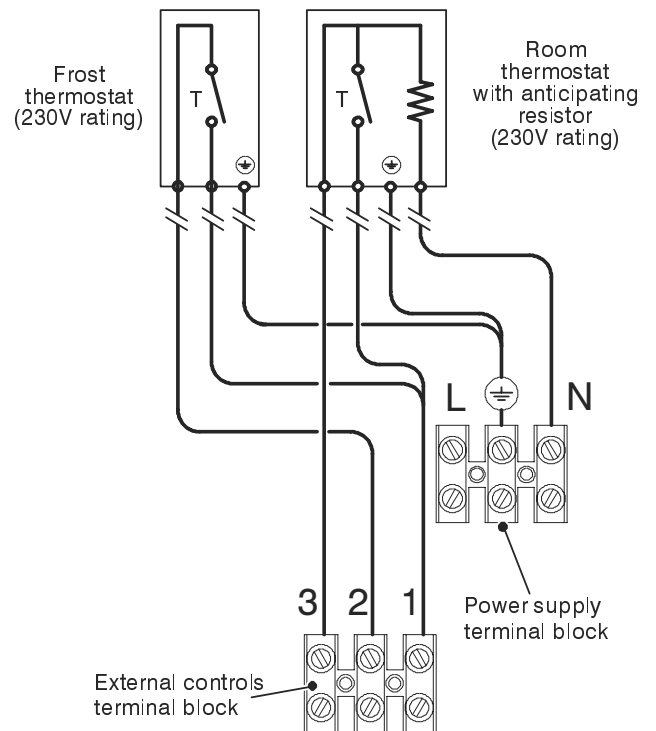 Frost
thermostat
(230V rating)
T
Room
thermostat
with anticipating
resistor
(230V rating)
T
L
N
3 2 1
Power supply
terminal block
External controls
terminal block